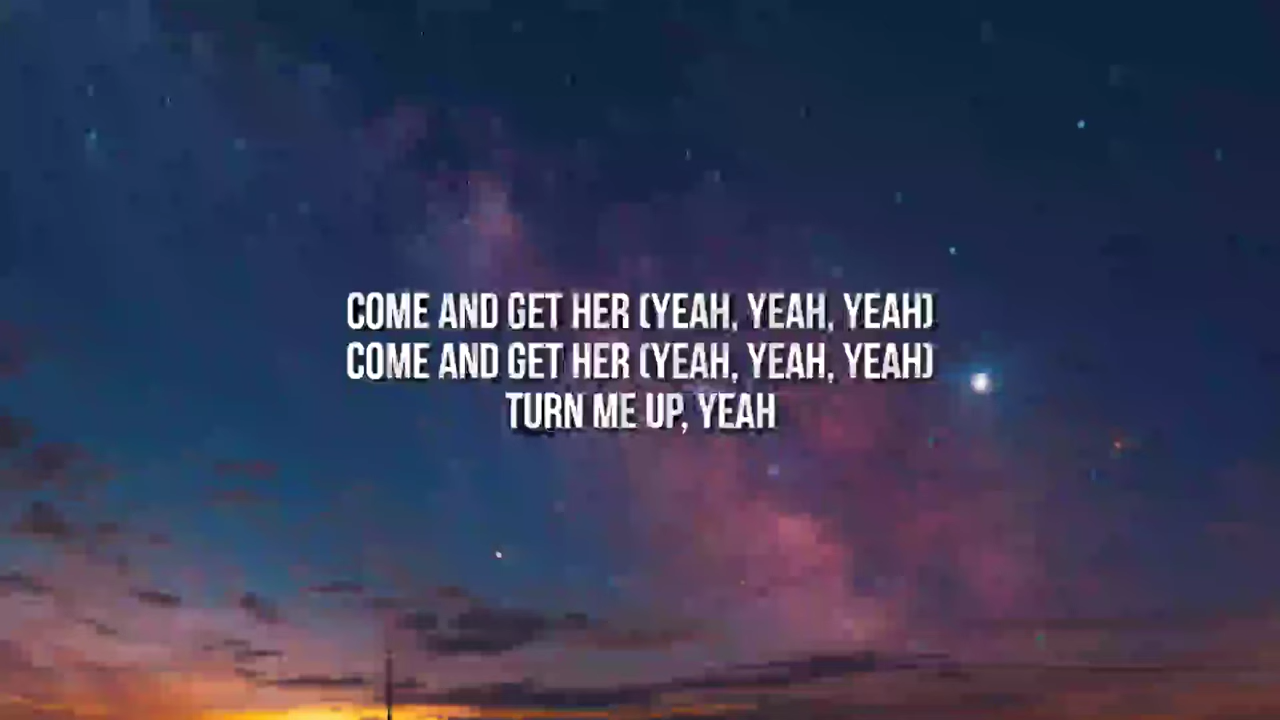 COME AND GET HER (YEAH, YEAH, YEAH)
COME AND GET HER (YEAH, YEAH, YEAH)
TURN ME UP, YEAH